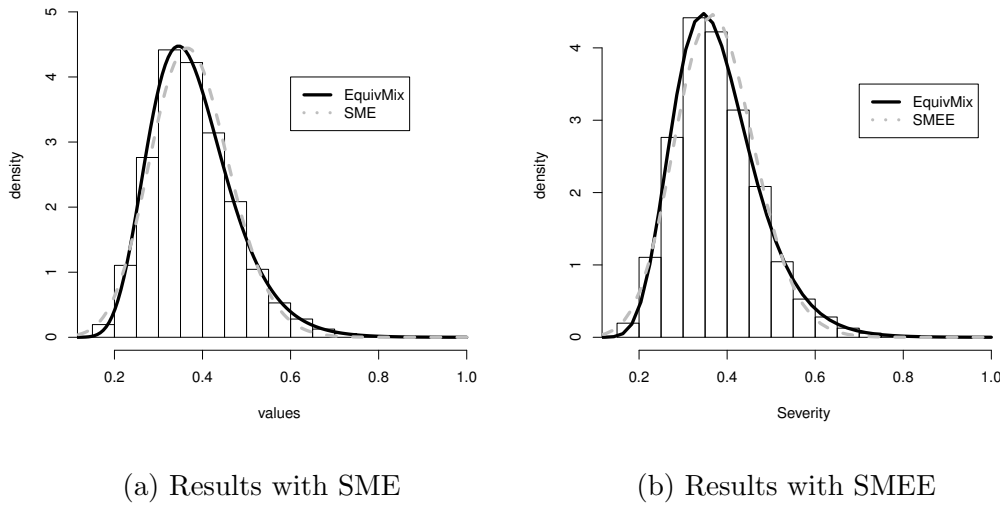 5
4
3
2
1
0
density
EquivMix
SME
0.2 0.4 0.6 0.8 1.0
values
(a) Results with SME
4
3
2
1
0
density
EquivMix
SMEE
0.2 0.4 0.6 0.8 1.0
Severity
(b) Results with SMEE